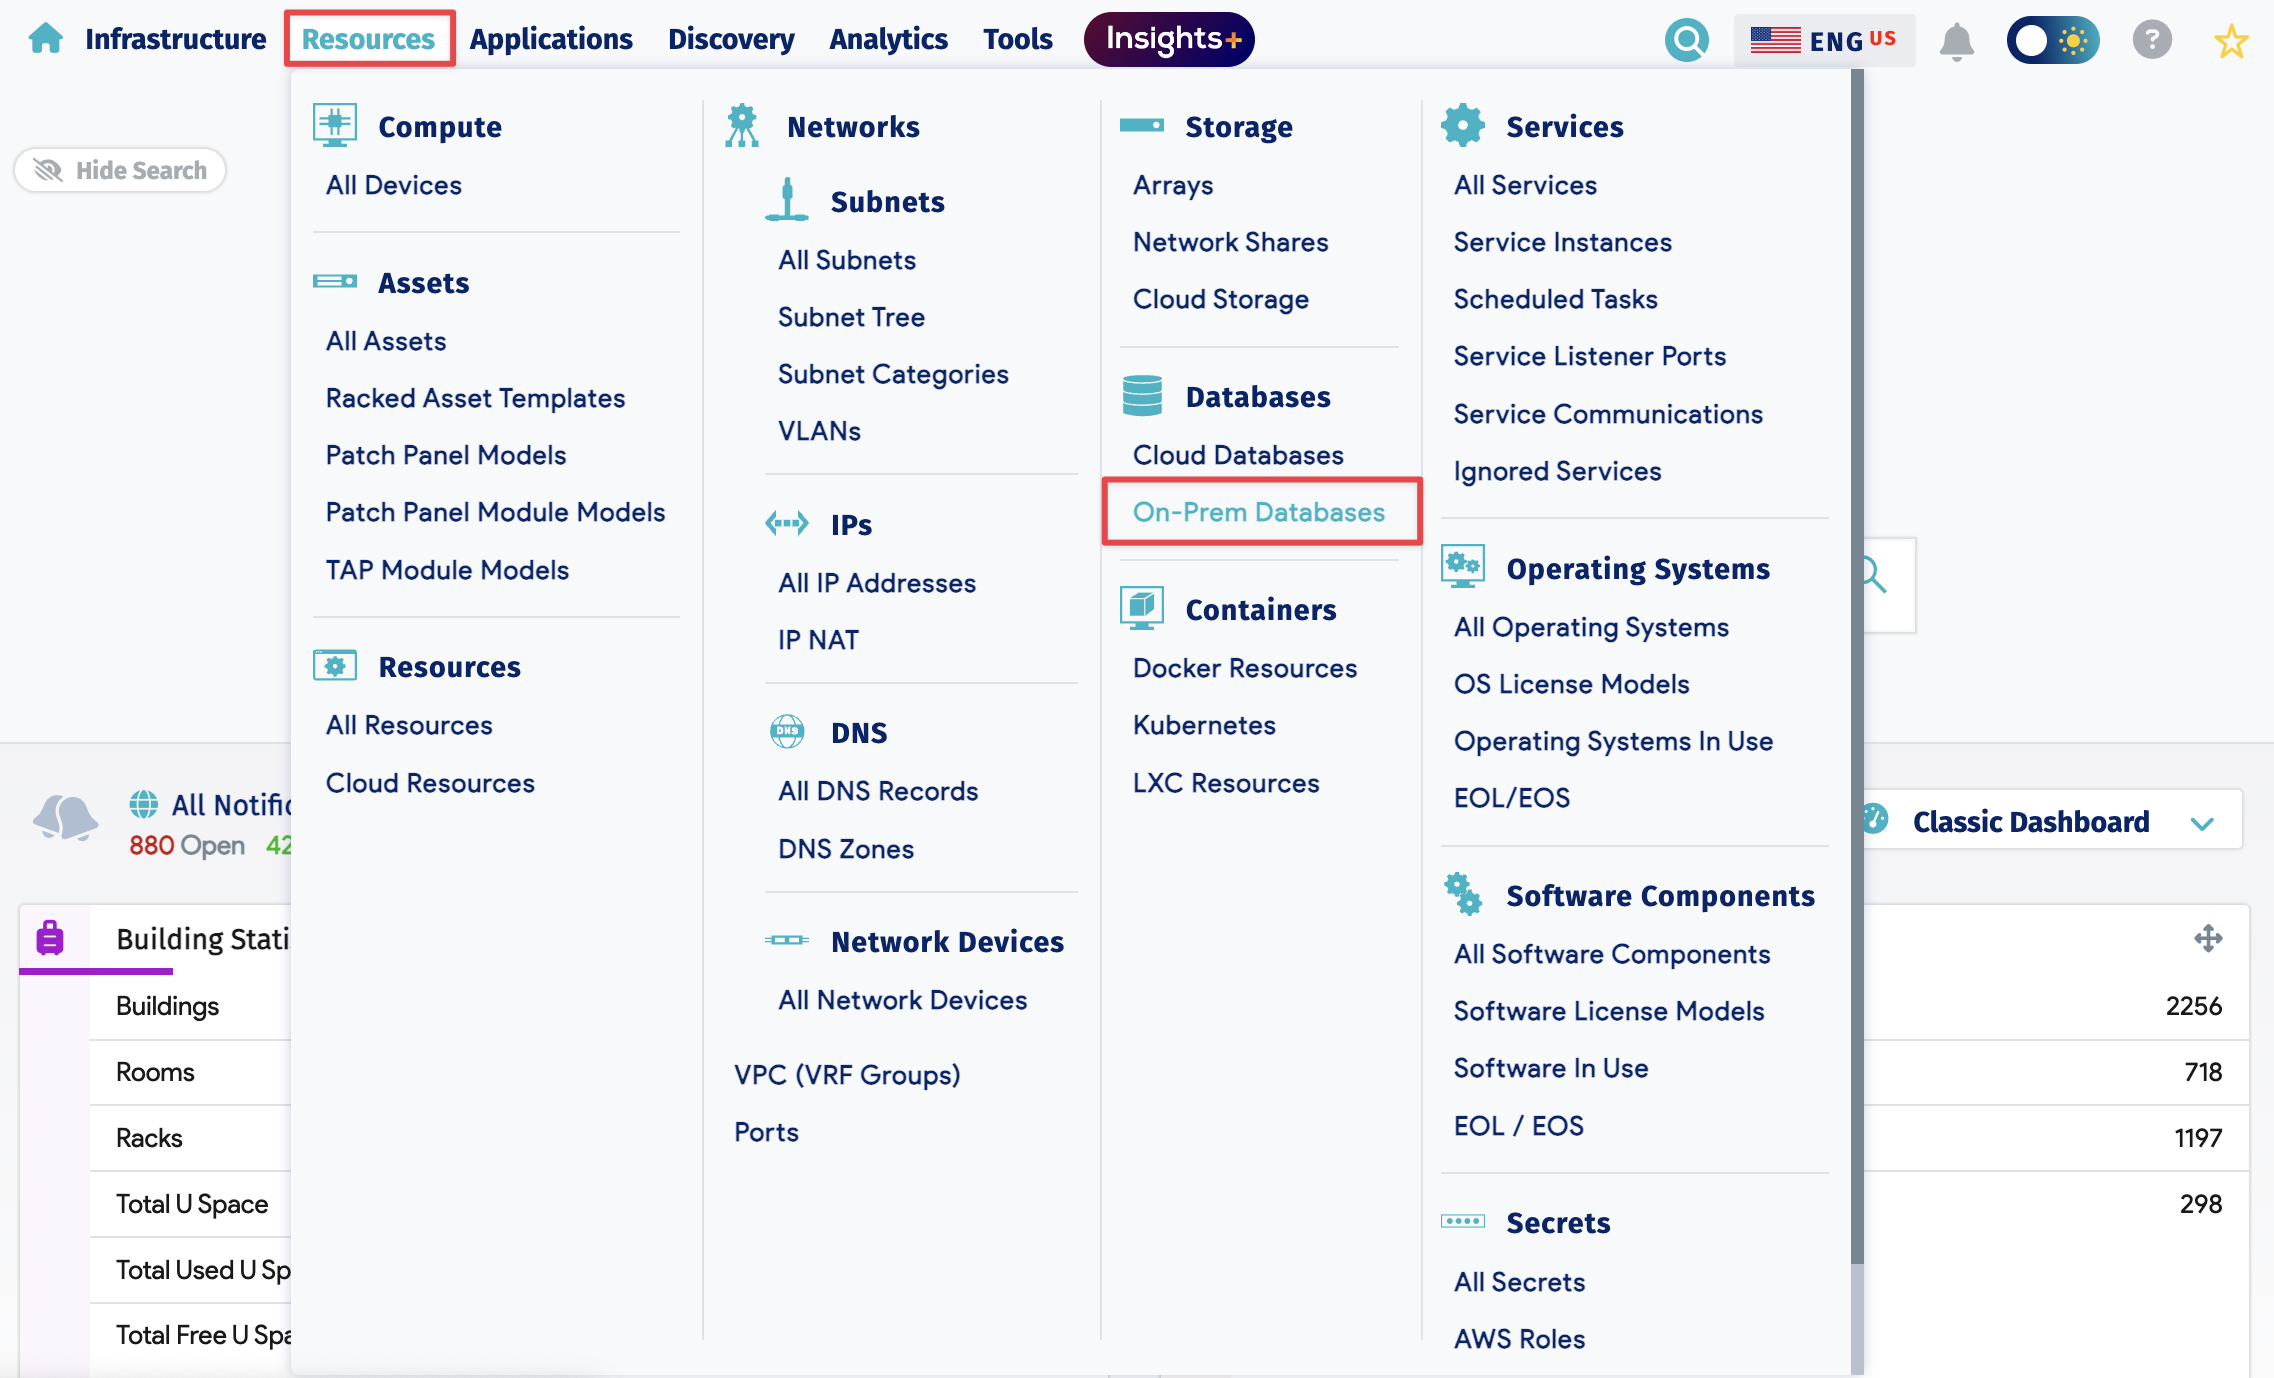 Infrastructure
Resources
Applications
Discovery
Analytics
Tools
Insights+
ENG US
?
Hide Search
Compute
All Devices
Assets
All Assets
Racked Asset Templates
Patch Panel Models
Patch Panel Module Models
TAP Module Models
Resources
All Resources
Cloud Resources
Networks
Subnets
All Subnets
Subnet Tree
Subnet Categories
VLANs
IPs
All IP Addresses
IP NAT
DNS
DNS
All DNS Records
DNS Zones
Network Devices
All Network Devices
VPC (VRF Groups)
Ports
Storage
Arrays
Network Shares
Cloud Storage
Databases
Cloud Databases
On-Prem Databases
Containers
Docker Resources
Kubernetes
LXC Resources
Services
All Services
Service Instances
Scheduled Tasks
Service Listener Ports
Service Communications
Ignored Services
Operating Systems
All Operating Systems
OS License Models
Operating Systems In Use
EOL/EOS
Software Components
All Software Components
Software License Models
Software In Use
EOL / EOS
Secrets
All Secrets
AWS Roles
All Notific
880 Open 42
Classic Dashboard
Building Stati
Buildings 2256
Rooms 718
Racks 1197
Total U Space 298
Total Used U Sp
Total Free U Spa